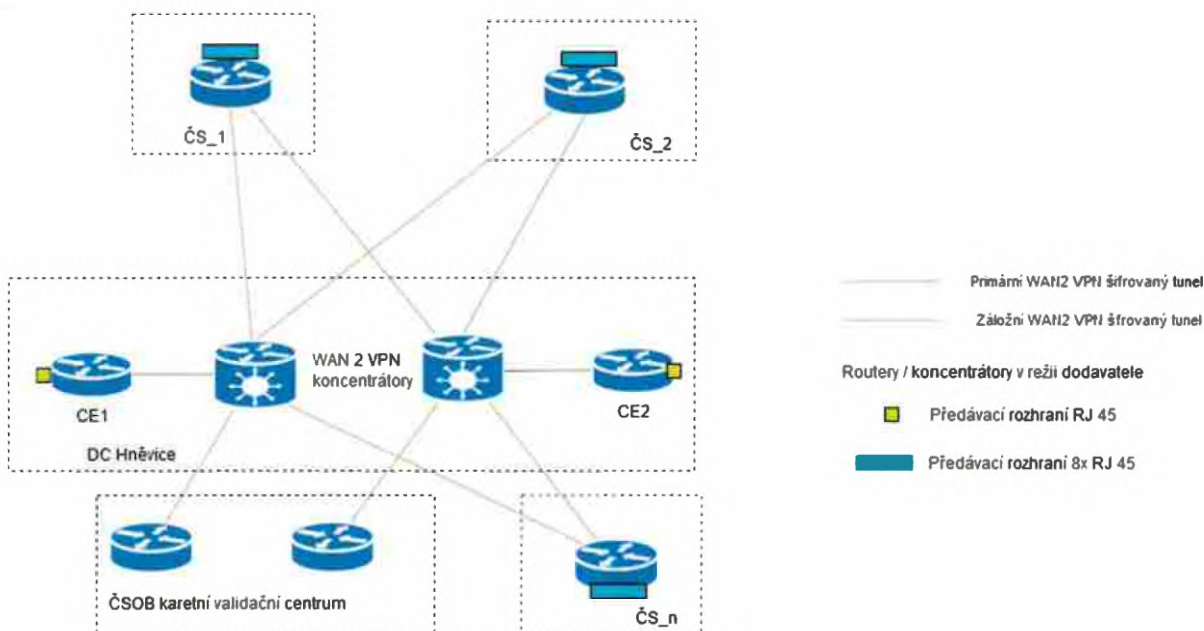 ČS_1
ČS_2
WAN 2 VPN
koncentrátory
CE1
CE2
DC Hněvice
ČSOB karetní validační centrum
ČS_n
Primární WAN2 VPN šifrovaný tunel
Záložní WAN2 VPN šifrovaný tunel
Routery / koncentrátory v režii dodavatele
Předávací rozhraní RJ 45
Předávací rozhraní 8x RJ 45